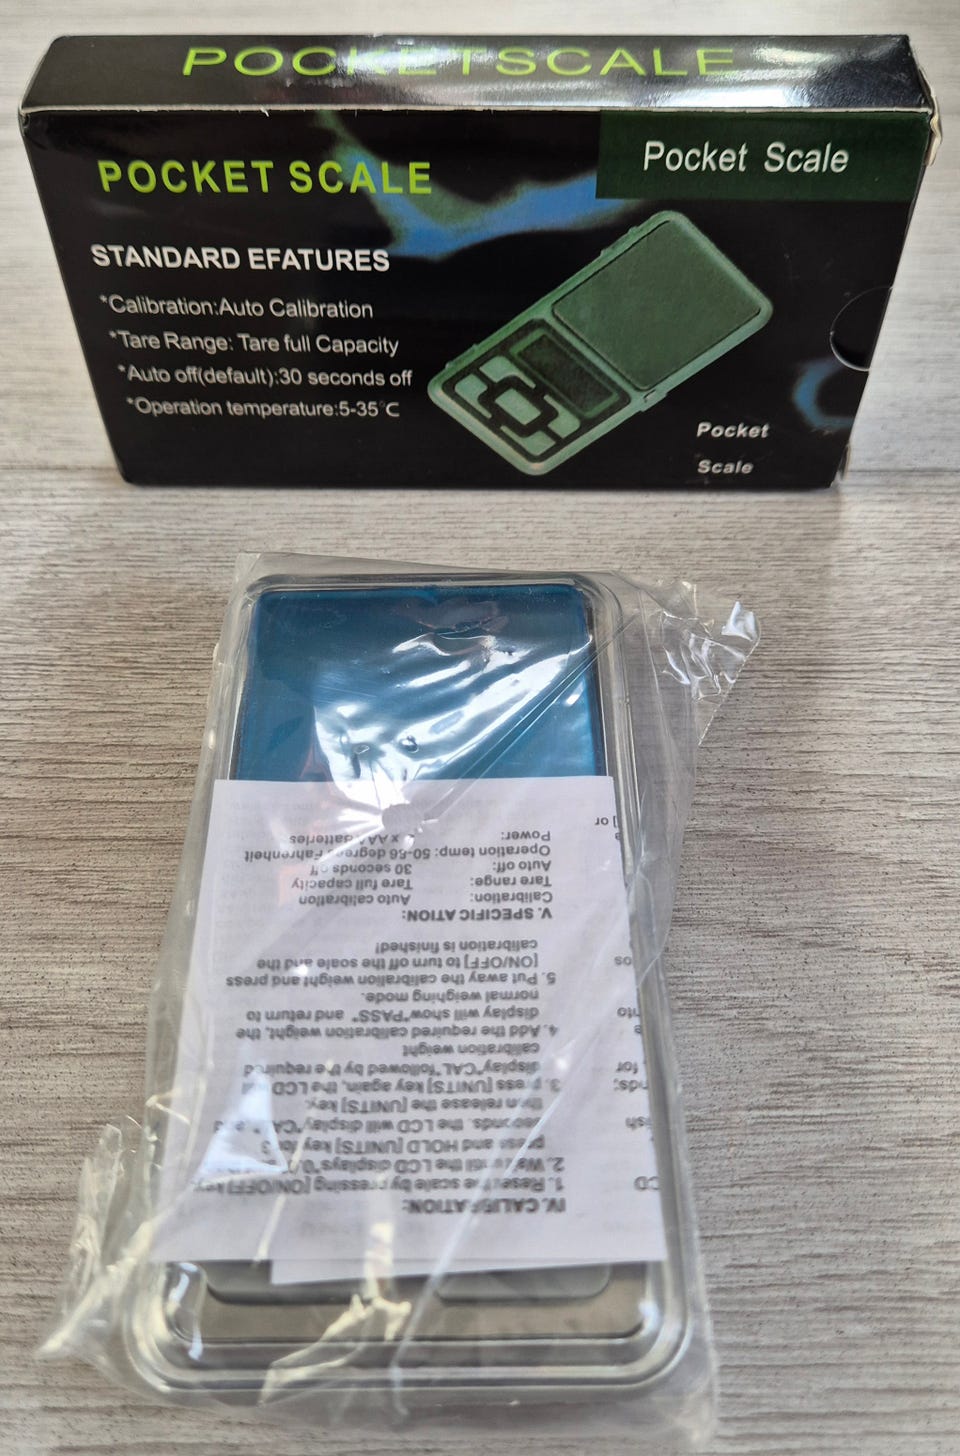 POCKETSCALE
POCKET SCALE
Pocket Scale
STANDARD EFATURES
*Calibration:Auto Calibration
*Tare Range: Tare full Capacity
*Auto off(default):30 seconds off
*Operation temperature:5-35°C
Pocket
Scale
IV. CALIBRATION:
1. Reset the scale by pressing [ON/OFF] key
2. Wait until the LCD displays
press and HOLD [UNITS] key for 3
seconds. the LCD will display "CAL"
then release the [UNITS] key.
3. press [UNITS] key again, the LCD
display"CAL"followed by the required
calibration weight
4. Add the required calibration weight, the
display will show"PASS" and return to
normal weighing mode.
5. Put away the calibration weight and press
[ON/OFF] to turn off the scale and the
calibration is finished!
V. SPECIFICATION:
Calibration: Auto calibration
Tare range: Tare full capacity
Auto off: 30 seconds off
Operation temp: 50-86 degrees Fahrenheit
Power: x AAA batteries
CD
for
or